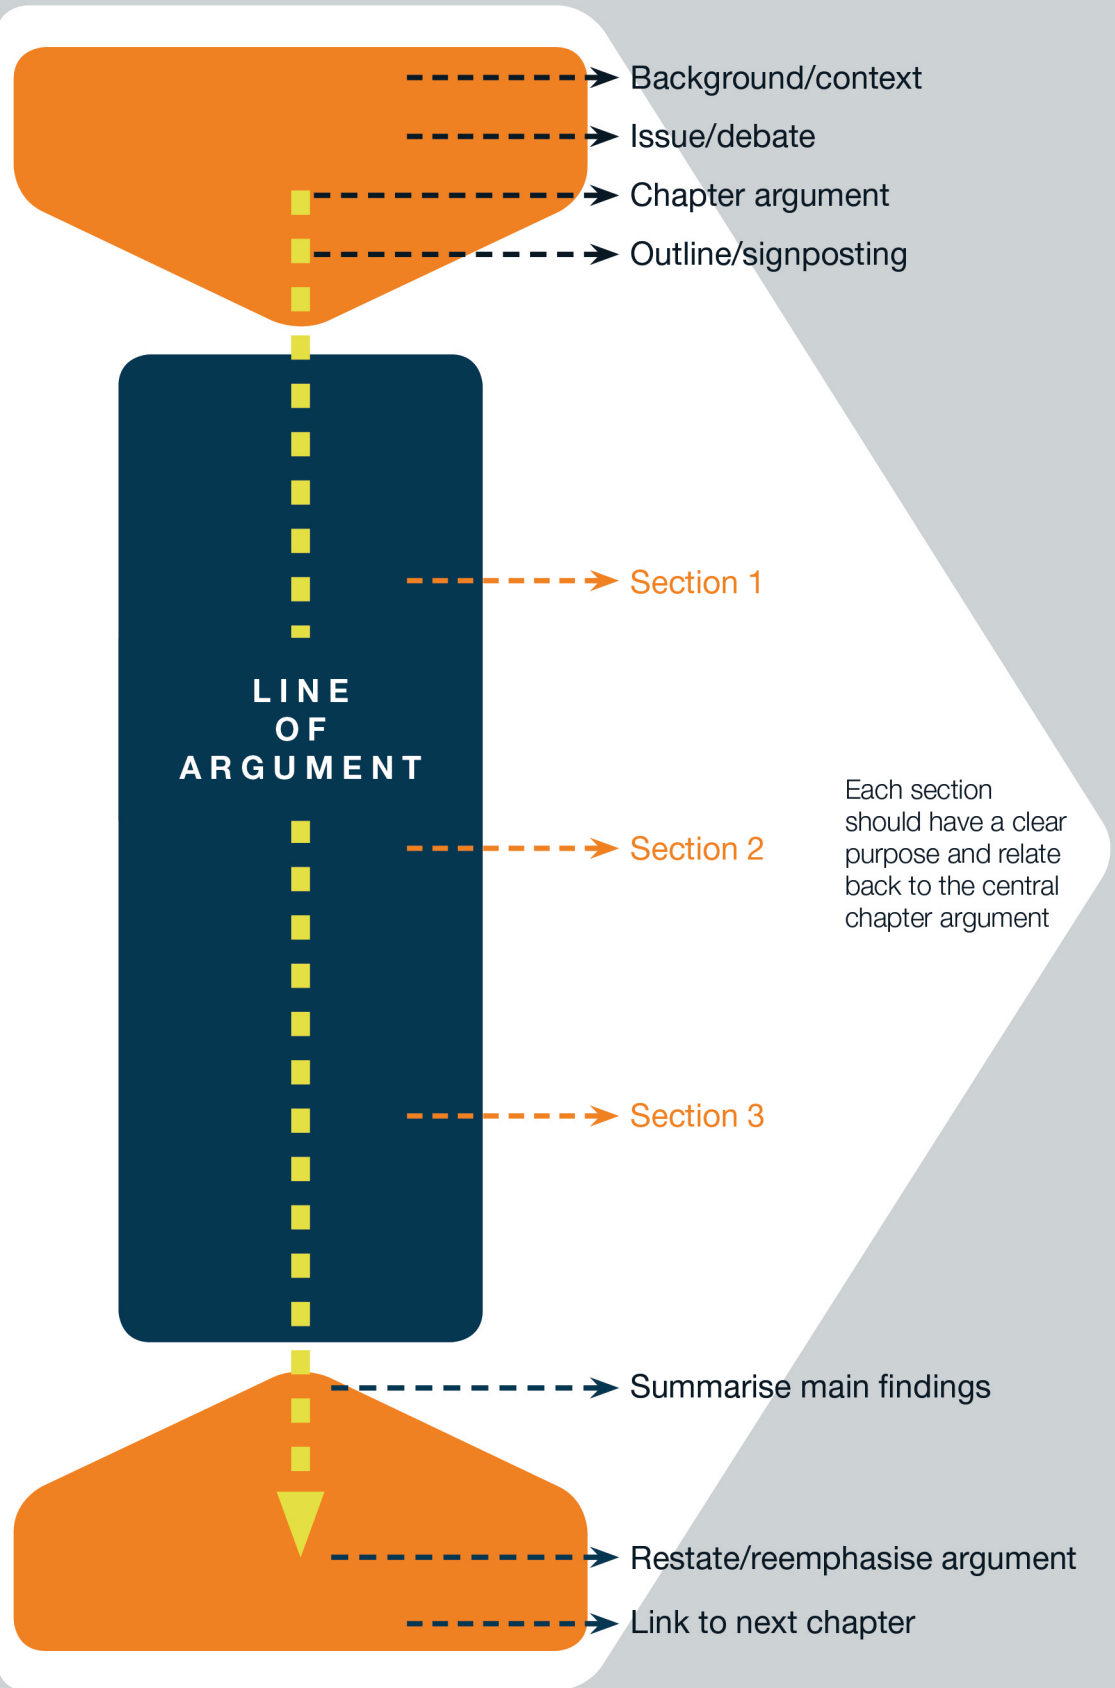 Background/context
Issue/debate
Chapter argument
Outline/signposting
Section 1
LINE
OF
ARGUMENT
Section 2
Each section
should have a clear
purpose and relate
back to the central
chapter argument
Section 3
Summarise main findings
Restate/reemphasise argument
Link to next chapter